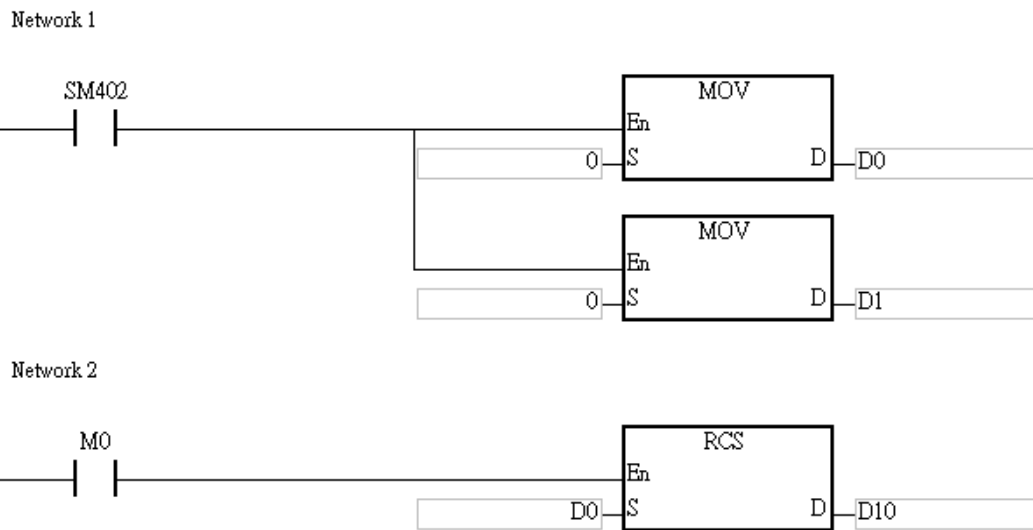 Network 1
SM402
MOV
En
0 S D D0
MOV
En
0 S D D1
Network 2
M0
RCS
En
D0 S D D10